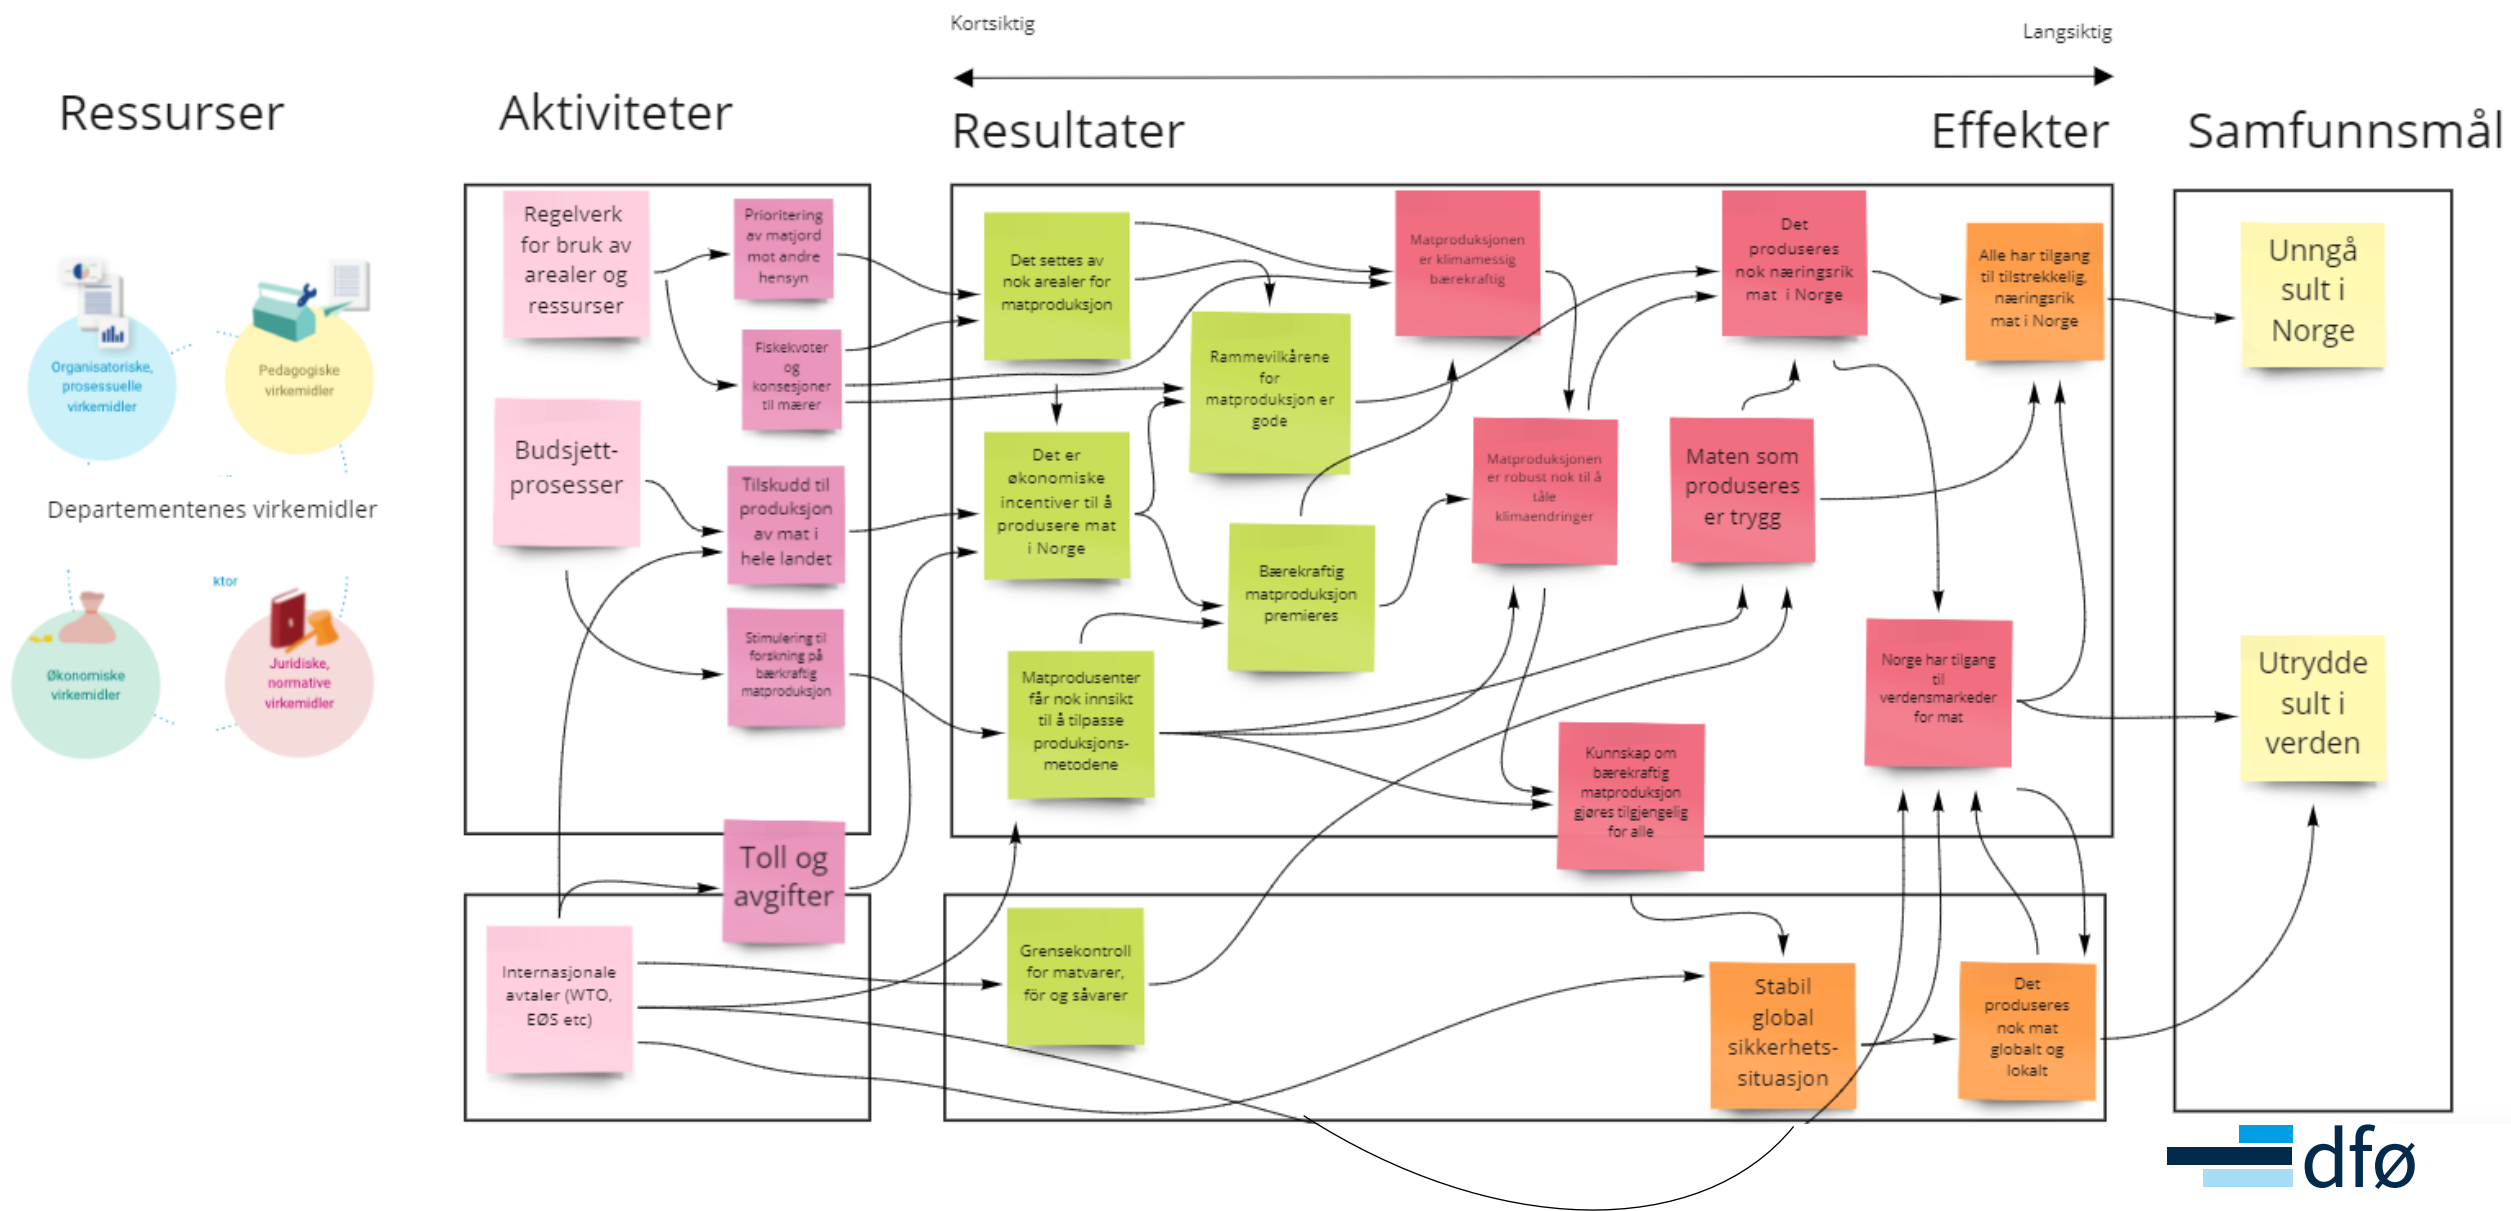 Kortsiktig
Langsiktig
Ressurser
Aktiviteter
Resultater
Effekter
Samfunnsmål
Organisatoriske,
prosessuelle
virkemidler
Pedagogiske
virkemidler
Departementenes virkemidler
ktor
Økonomiske
virkemidler
Juridiske,
normative
virkemidler
Regelverk
for bruk av
arealer og
ressurser
Prioritering
av matjord
mot andre
hensyn
Fiskekvoter
og
konsesjoner
til mærer
Budsjett-
prosesser
Tilskudd til
produksjon
av mat i
hele landet
Stimulering til
forskning på
bærkraftig
matproduksjon
Toll og
avgifter
Internasjonale
avtaler (WTO,
EØS etc)
Det settes av
nok arealer for
matproduksjon
Rammevilkårene
for
matproduksjon er
gode
Det er
økonomiske
incentiver til å
produsere mat
i Norge
Bærekraftig
matproduksjon
premieres
Matprodusenter
får nok innsikt
til å tilpasse
produksjons-
metodene
Grensekontroll
for matvarer,
fôr og såvarer
Matproduksjonen
er klimamessig
bærekraftig
Matproduksjonen
er robust nok til å
tåle
klimaendringer
Det
produseres
nok næringsrik
mat i Norge
Maten som
produseres
er trygg
Kunnskap om
bærekraftig
matproduksjon
gjøres tilgjengelig
for alle
Norge har tilgang
til
verdensmarkeder
for mat
Alle har tilgang
til tilstrekkelig,
næringsrik
mat i Norge
Stabil
global
sikkerhets-
situasjon
Det
produseres
nok mat
globalt og
lokalt
Unngå
sult i
Norge
Utrydde
sult i
verden
dfø